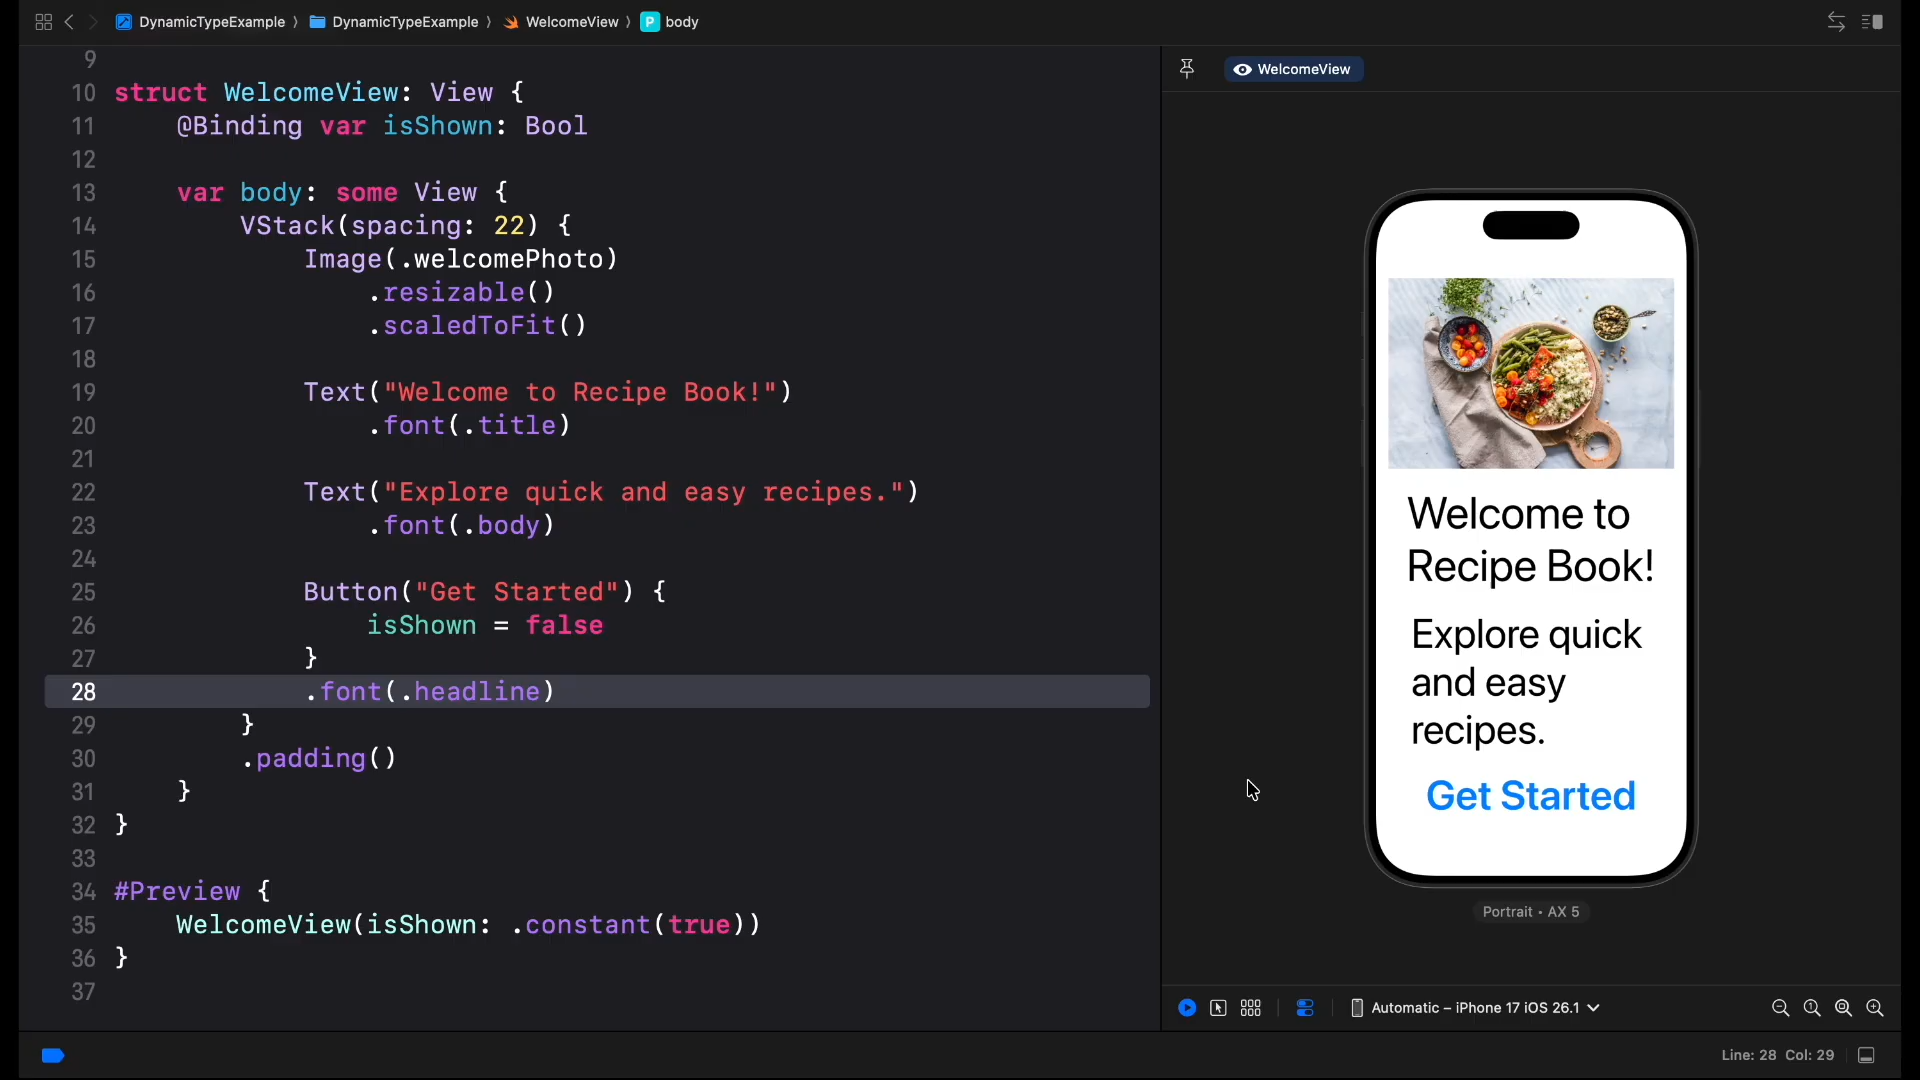 DynamicTypeExample › DynamicTypeExample › WelcomeView › P body
9
10 struct WelcomeView: View {
11 @Binding var isShown: Bool
12
13 var body: some View {
14 VStack(spacing: 22) {
15 Image(.welcomePhoto)
16 .resizable()
17 .scaledToFit()
18
19 Text("Welcome to Recipe Book!")
20 .font(.title)
21
22 Text("Explore quick and easy recipes.")
23 .font(.body)
24
25 Button("Get Started") {
26 isShown = false
27 }
28 .font(.headline)
29 }
30 .padding()
31 }
32 }
33
34 #Preview {
35 WelcomeView(isShown: .constant(true))
36 }
37
WelcomeView
Welcome to
Recipe Book!
Explore quick
and easy
recipes.
Get Started
Portrait • AX 5
Automatic – iPhone 17 iOS 26.1
Line: 28 Col: 29